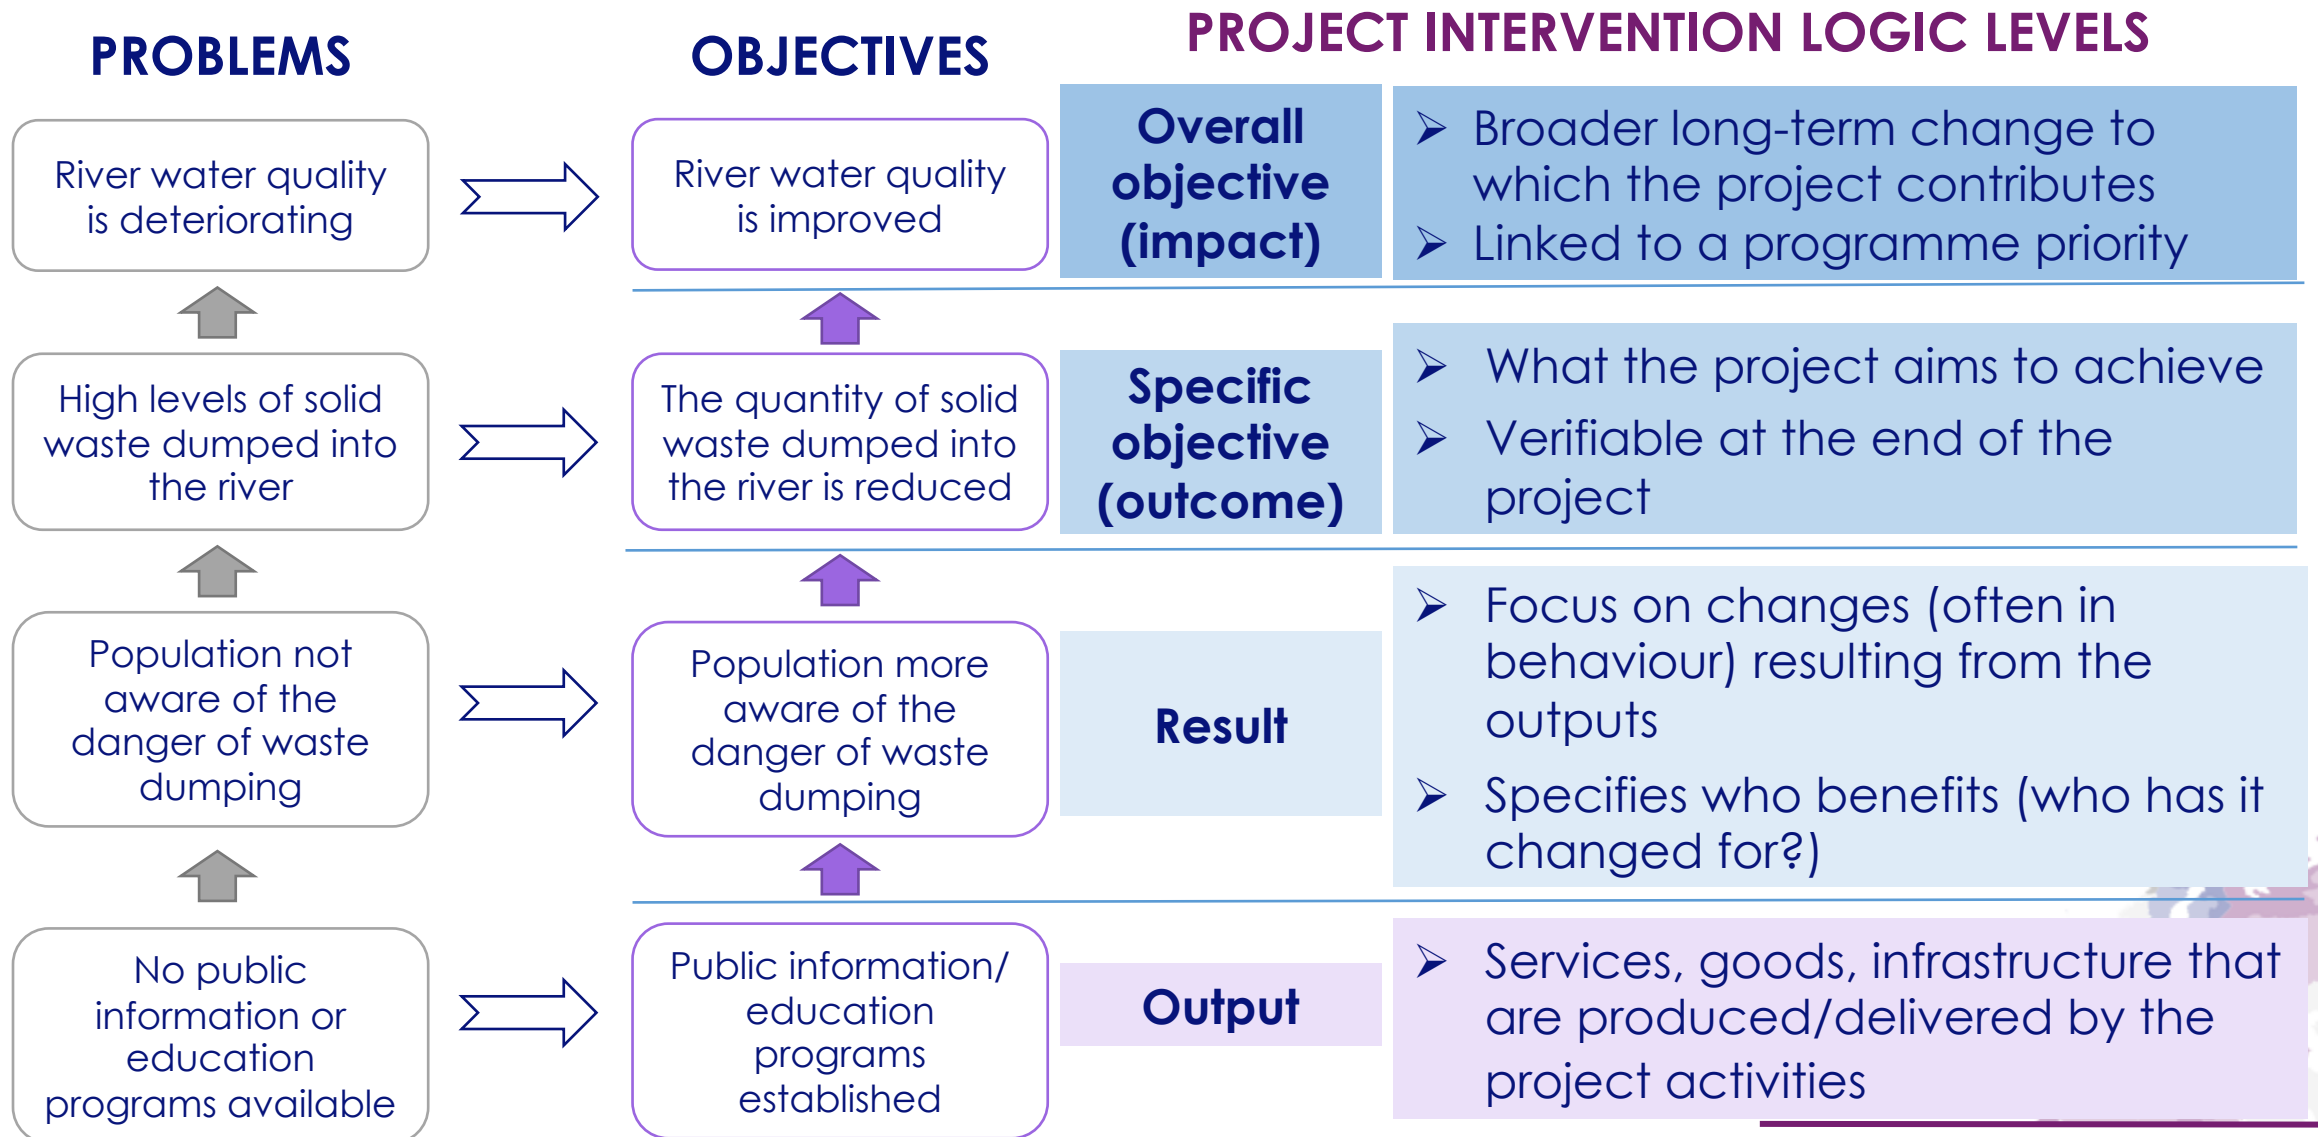 PROBLEMS
OBJECTIVES
PROJECT INTERVENTION LOGIC LEVELS
River water quality
is deteriorating
River water quality
is improved
Overall
objective
(impact)
➢ Broader long-term change to
which the project contributes
➢ Linked to a programme priority
High levels of solid
waste dumped into
the river
The quantity of solid
waste dumped into
the river is reduced
Specific
objective
(outcome)
➢ What the project aims to achieve
➢ Verifiable at the end of the
project
Population not
aware of the
danger of waste
dumping
Population more
aware of the
danger of waste
dumping
Result
➢ Focus on changes (often in
behaviour) resulting from the
outputs
➢ Specifies who benefits (who has it
changed for?)
No public
information or
education
programs available
Public information/
education
programs
established
Output
➢ Services, goods, infrastructure that
are produced/delivered by the
project activities